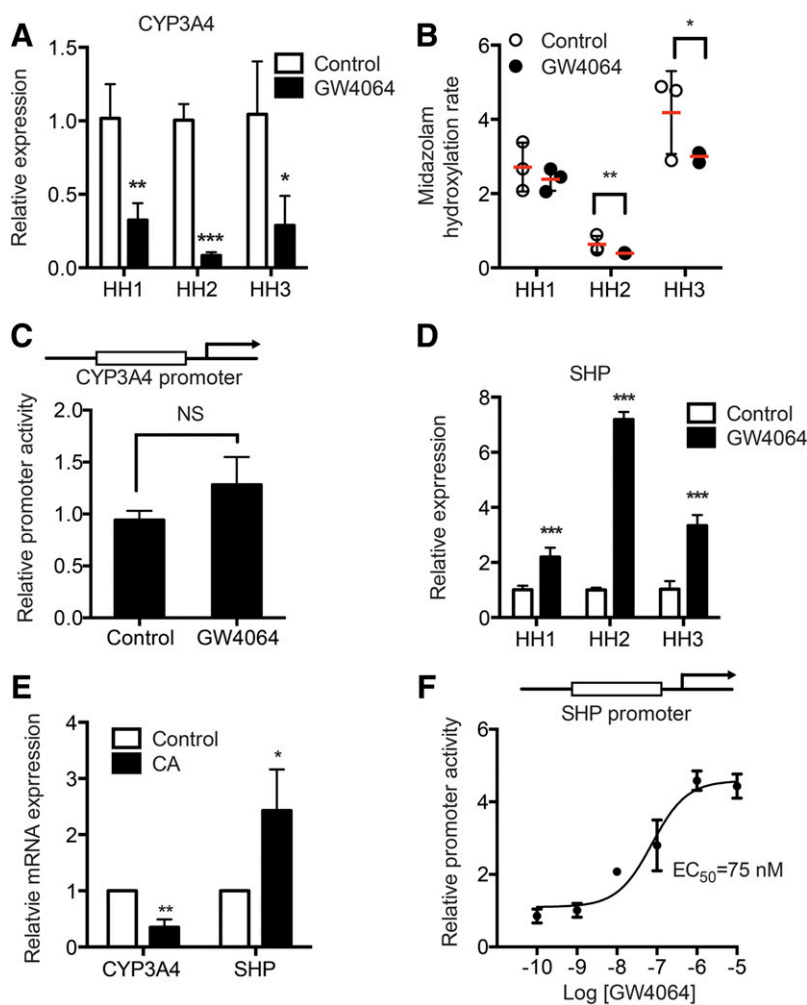 A
CYP3A4
Relative expression
1.5
1.0
0.5
0.0
Control
GW4064
**
***
*
HH1 HH2 HH3
B
Control
GW4064
Midazolam
hydroxylation rate
6
4
2
0
**
*
HH1 HH2 HH3
C
CYP3A4 promoter
Relative promoter activity
2.0
1.5
1.0
0.5
0.0
NS
Control GW4064
D
SHP
Relative exprression
8
6
4
2
0
Control
GW4064
***
***
***
HH1 HH2 HH3
E
Relatvie mRNA exprression
4
3
2
1
0
Control
CA
**
*
CYP3A4 SHP
F
SHP promoter
Relative promoter activity
6
4
2
0
EC50=75 nM
-10 -9 -8 -7 -6 -5
Log [GW4064]